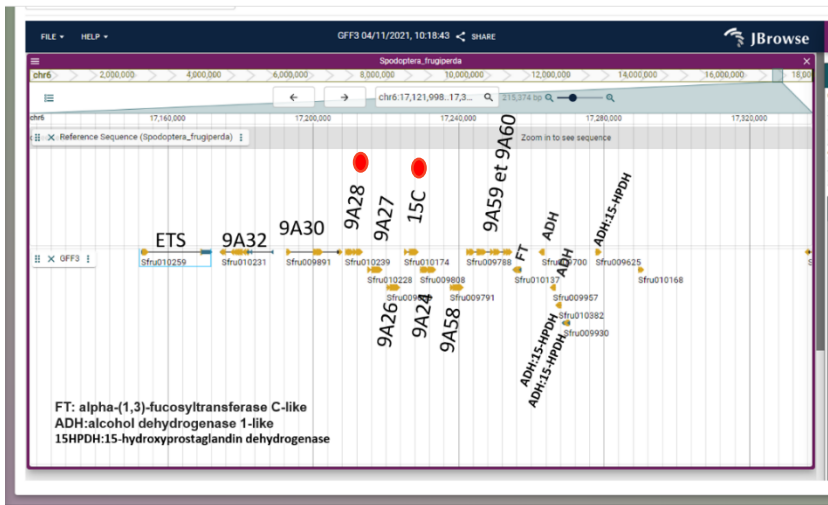 FILE HELP GFF3 04/11/2021, 10:18:43 SHARE JBrowse
Spodoptera_frugiperda
chr6 2,000,000 4,000,000 6,000,000 8,000,000 10,000,000 12,000,000 14,000,000 16,000,000 18,00
chr6:17,121,998..17,3... 215,374 bp
chr6 17,160,000 17,200,000 17,240,000 17,280,000 17,320,000
Reference Sequence (Spodoptera_frugiperda) Zoom in to see sequence
ETS 9A32 9A30 9A28 9A27 15C 9A59 et 9A60 FT ADH ADH ADH:15-HPDH
GFF3
Sfru010259 Sfru010231 Sfru009891 Sfru010239 Sfru010174 Sfru009788 Sfru009625
Sfru010228 Sfru009808 Sfru010137 Sfru010168
Sfru009791 Sfru009957
Sfru010382
Sfru009930
9A26 9A24 9A58 ADH:15-HPDH ADH:15-HPDH
FT: alpha-(1,3)-fucosyltransferase C-like
ADH:alcohol dehydrogenase 1-like
15HPDH:15-hydroxyprostaglandin dehydrogenase